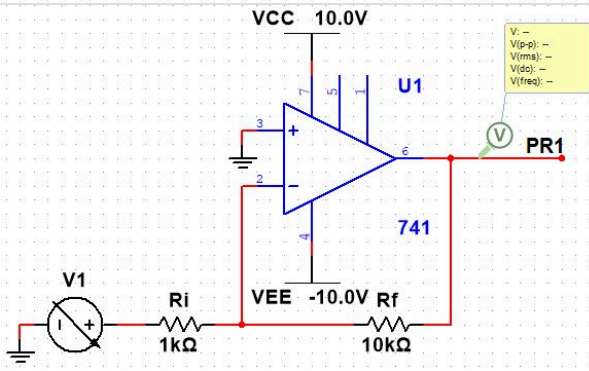 VCC 10.0V
V: --
V(p-p): --
V(rms): --
V(dc): --
V(freq): --
7
5
1
U1
3
+
V
PR1
6
2
−
4
741
V1
Ri
VEE -10.0V
Rf
1kΩ
10kΩ